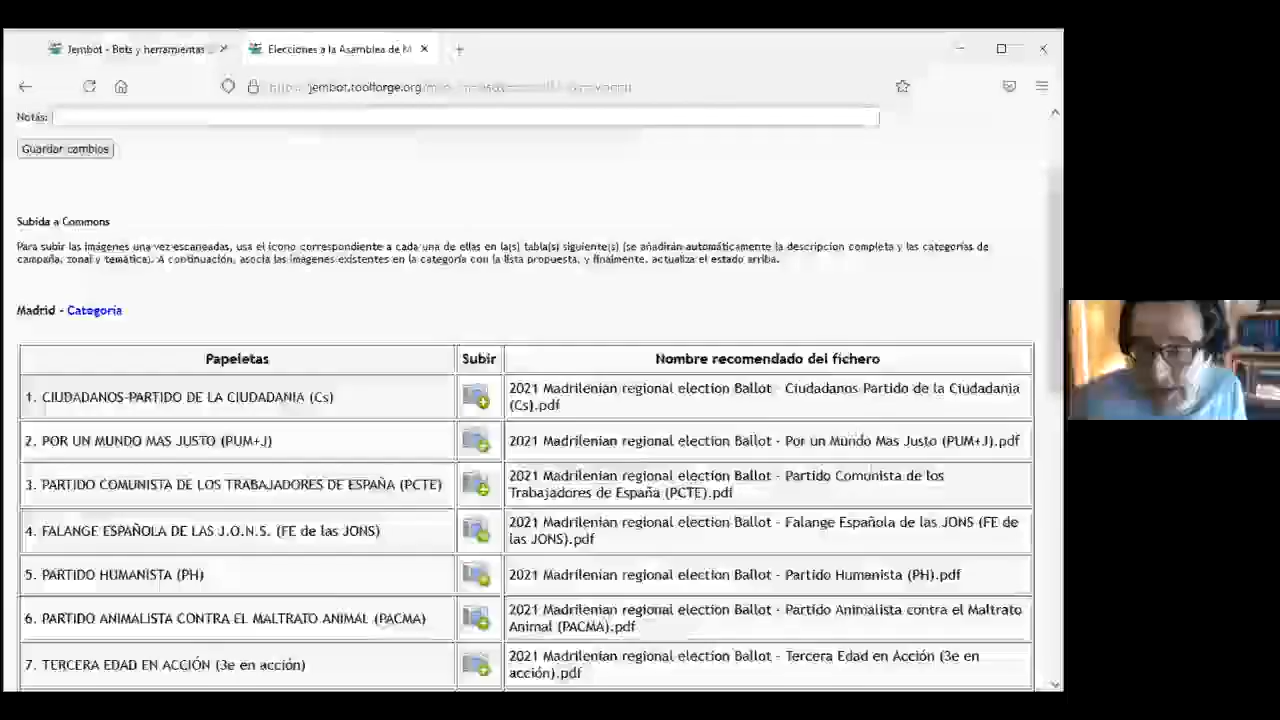 Jembot - Bots y herramientas
Elecciones a la Asamblea de M
jembot.toolforge.org
Notas:
Guardar cambios
Subida a Commons
Para subir las imágenes una vez escaneadas, usa el icono correspondiente a cada una de ellas en la(s) tabla(s) siguiente(s) (se añadirán automáticamente la descripcion completa y las categorías de
campaña, zonal y temática). A continuación, asocia las imágenes existentes en la categoría con la lista propuesta, y finalmente, actualiza el estado arriba.
Madrid - Categoría
Papeletas Subir Nombre recomendado del fichero
1. CIUDADANOS-PARTIDO DE LA CIUDADANIA (Cs) 2021 Madrilenian regional election Ballot - Ciudadanos-Partido de la Ciudadania
(Cs).pdf
2. POR UN MUNDO MAS JUSTO (PUM+J) 2021 Madrilenian regional election Ballot - Por un Mundo Mas Justo (PUM+J).pdf
3. PARTIDO COMUNISTA DE LOS TRABAJADORES DE ESPAÑA (PCTE) 2021 Madrilenian regional election Ballot - Partido Comunista de los
Trabajadores de España (PCTE).pdf
4. FALANGE ESPAÑOLA DE LAS J.O.N.S. (FE de las JONS) 2021 Madrilenian regional election Ballot - Falange Española de las JONS (FE de
las JONS).pdf
5. PARTIDO HUMANISTA (PH) 2021 Madrilenian regional election Ballot - Partido Humanista (PH).pdf
6. PARTIDO ANIMALISTA CONTRA EL MALTRATO ANIMAL (PACMA) 2021 Madrilenian regional election Ballot - Partido Animalista contra el Maltrato
Animal (PACMA).pdf
7. TERCERA EDAD EN ACCIÓN (3e en acción) 2021 Madrilenian regional election Ballot - Tercera Edad en Acción (3e en
acción).pdf